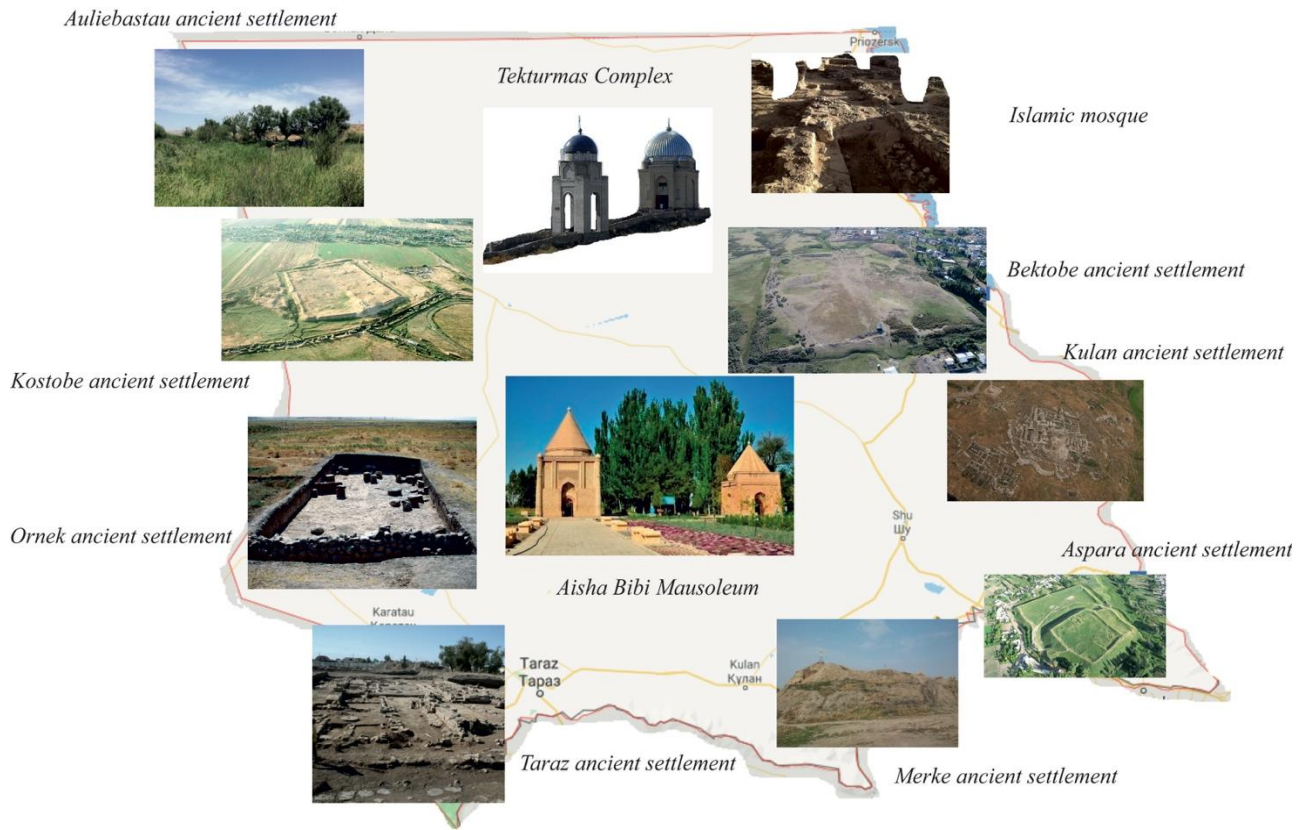 Auliebastau ancient settlement
Priozersk
Tekturmas Complex
Islamic mosque
Bektobe ancient settlement
Kulan ancient settlement
Kostobe ancient settlement
Ornek ancient settlement
Shu
Шу
Aspara ancient settlement
Aisha Bibi Mausoleum
Karatau
Taraz
Тараз
Kulan
Құлан
Taraz ancient settlement
Merke ancient settlement